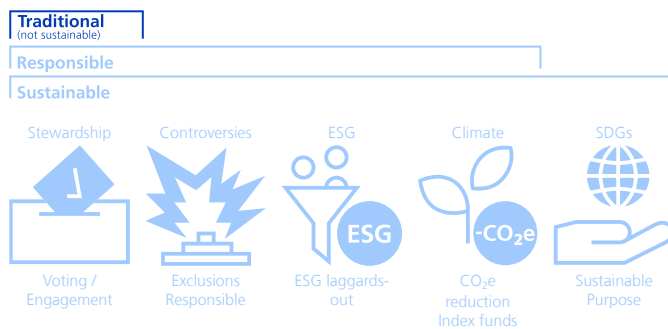 Traditional
(not sustainable)
Responsible
Sustainable
Stewardship
Controversies
ESG
Climate
SDGs
ESG
-CO₂e
Voting /
Engagement
Exclusions
Responsible
ESG laggards-
out
CO₂e
reduction
Index funds
Sustainable
Purpose